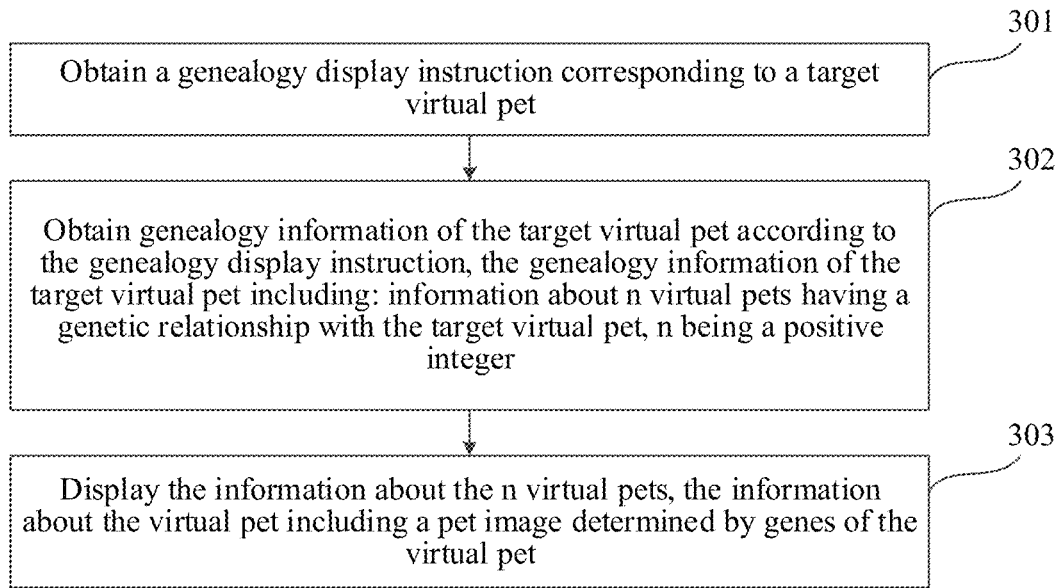 301
Obtain a genealogy display instruction corresponding to a target
virtual pet
302
Obtain genealogy information of the target virtual pet according to
the genealogy display instruction, the genealogy information of the
target virtual pet including: information about n virtual pets having a
genetic relationship with the target virtual pet, n being a positive
integer
303
Display the information about the n virtual pets, the information
about the virtual pet including a pet image determined by genes of the
virtual pet